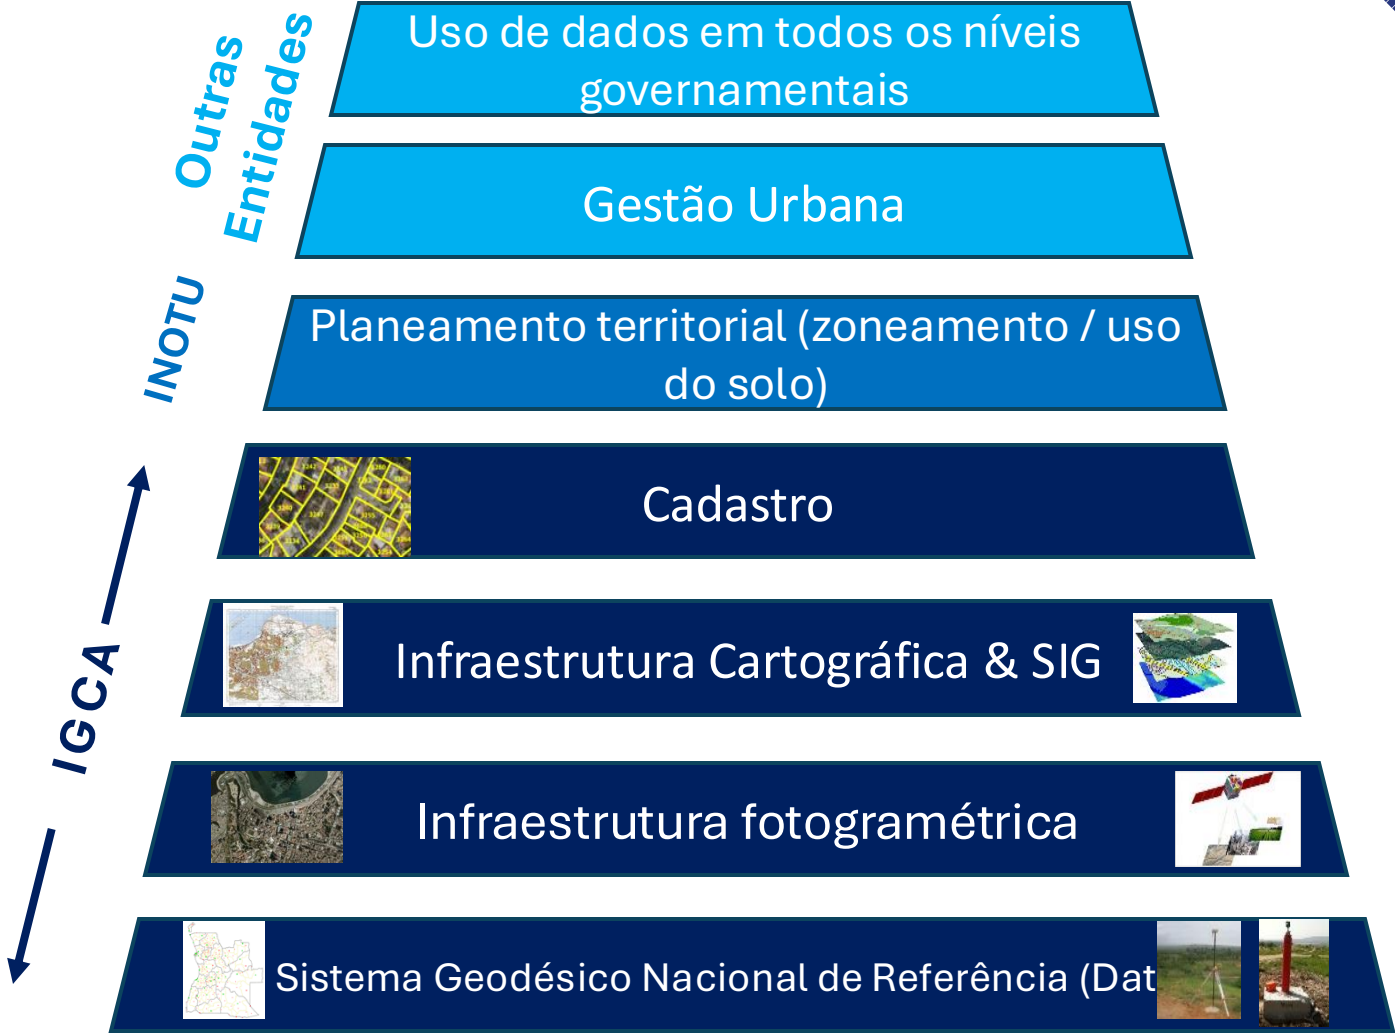 Outras
Entidades
Uso de dados em todos os níveis
governamentais
Gestão Urbana
INOTU
Planeamento territorial (zoneamento / uso
do solo)
Cadastro
IGCA
Infraestrutura Cartográfica & SIG
Infraestrutura fotogramétrica
Sistema Geodésico Nacional de Referência (Dat